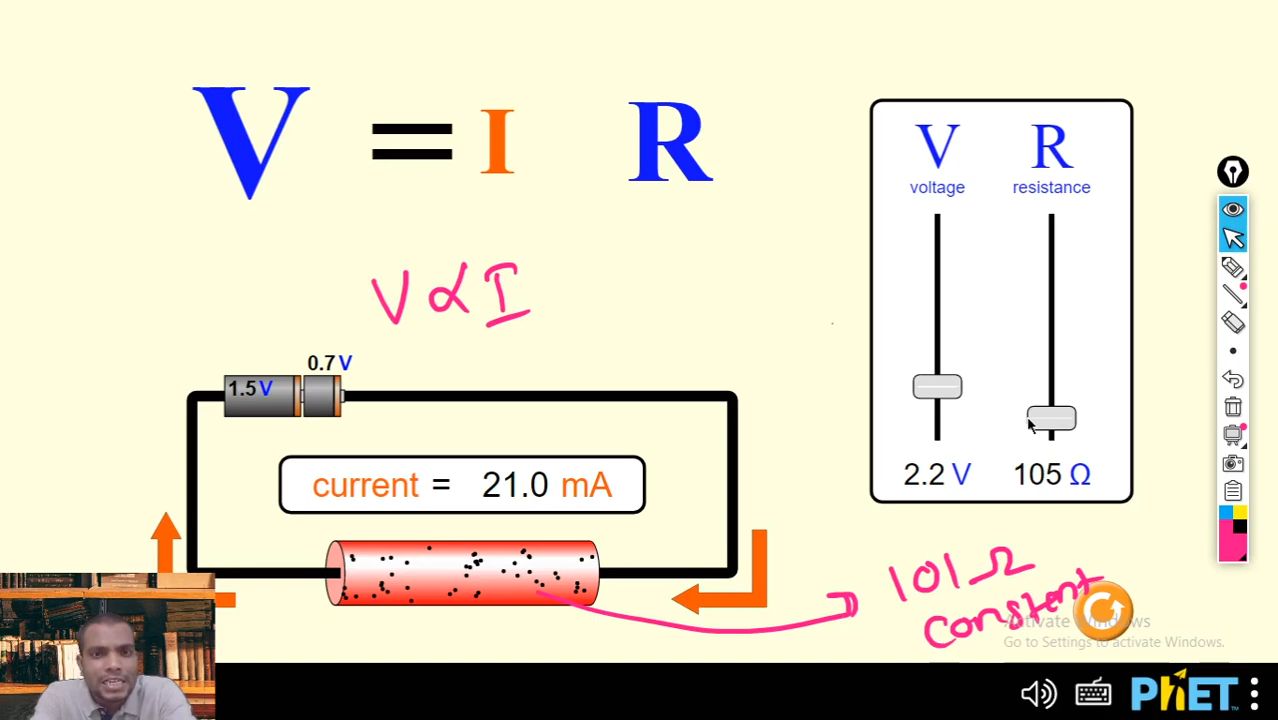 V = I R
V R
voltage resistance
V ∝ I
0.7 V
1.5 V
current = 21.0 mA
2.2 V 105 Ω
101 Ω
Constent
Activate Windows
Go to Settings to activate Windows.
PhET